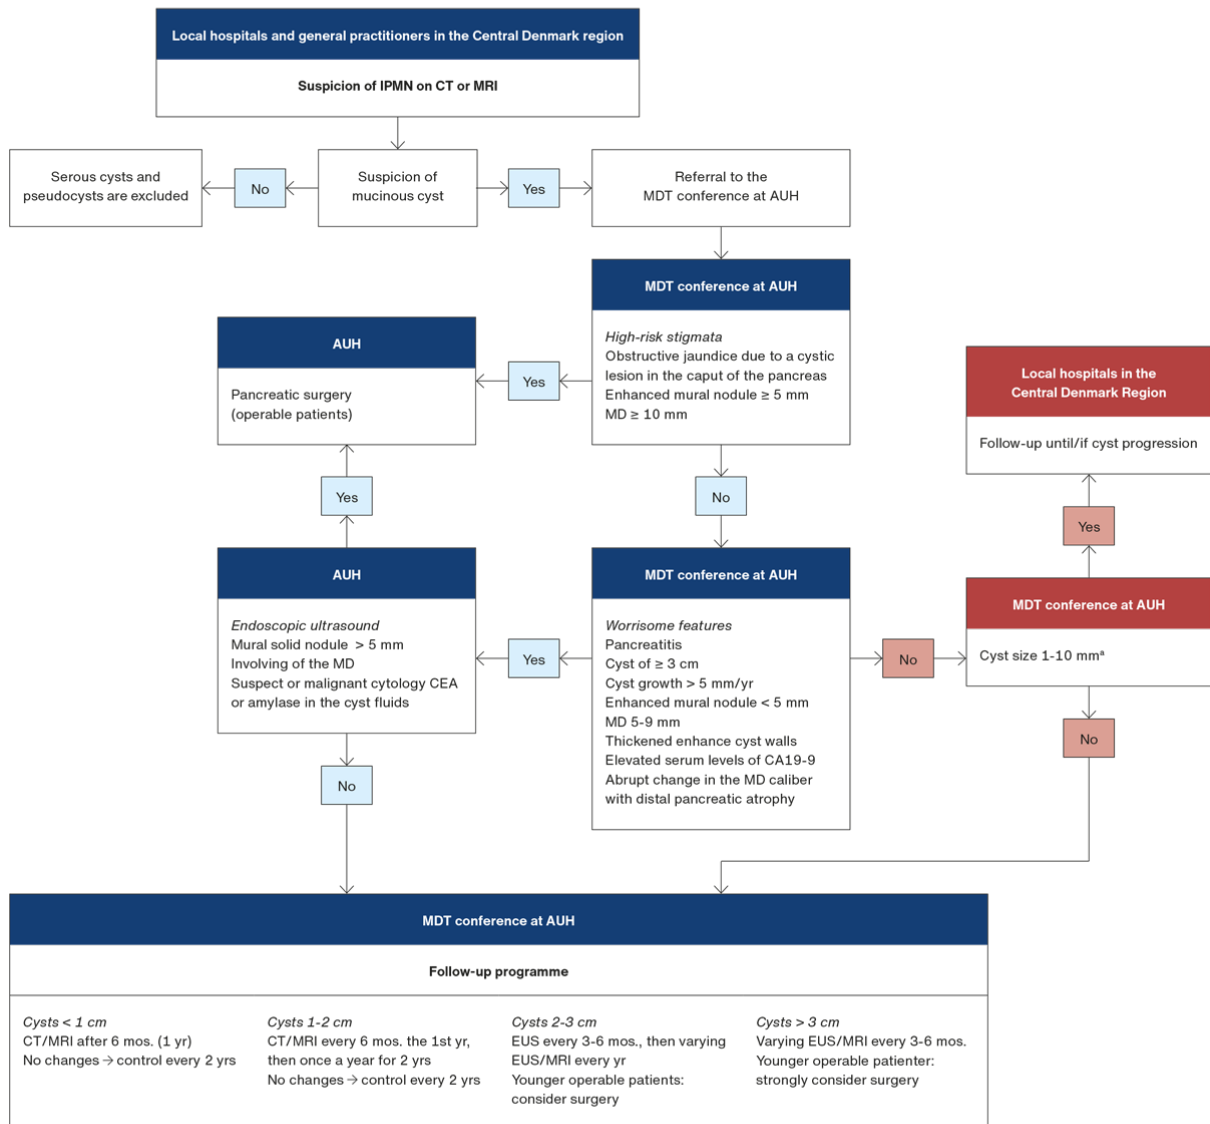 Local hospitals and general practitioners in the Central Denmark region
Suspicion of IPMN on CT or MRI
Serous cysts and
pseudocysts are excluded
No
Suspicion of
mucinous cyst
Yes
Referral to the
MDT conference at AUH
MDT conference at AUH
High-risk stigmata
Obstructive jaundice due to a cystic
lesion in the caput of the pancreas
Enhanced mural nodule ≥ 5 mm
MD ≥ 10 mm
Yes
AUH
Pancreatic surgery
(operable patients)
Local hospitals in the
Central Denmark Region
Follow-up until/if cyst progression
Yes
No
Yes
AUH
Endoscopic ultrasound
Mural solid nodule > 5 mm
Involving of the MD
Suspect or malignant cytology CEA
or amylase in the cyst fluids
Yes
MDT conference at AUH
Worrisome features
Pancreatitis
Cyst of ≥ 3 cm
Cyst growth > 5 mm/yr
Enhanced mural nodule < 5 mm
MD 5-9 mm
Thickened enhance cyst walls
Elevated serum levels of CA19-9
Abrupt change in the MD caliber
with distal pancreatic atrophy
No
MDT conference at AUH
Cyst size 1-10 mmª
No
No
MDT conference at AUH
Follow-up programme
Cysts < 1 cm
CT/MRI after 6 mos. (1 yr)
No changes → control every 2 yrs
Cysts 1-2 cm
CT/MRI every 6 mos. the 1st yr,
then once a year for 2 yrs
No changes → control every 2 yrs
Cysts 2-3 cm
EUS every 3-6 mos., then varying
EUS/MRI every yr
Younger operable patients:
consider surgery
Cysts > 3 cm
Varying EUS/MRI every 3-6 mos.
Younger operable patienter:
strongly consider surgery